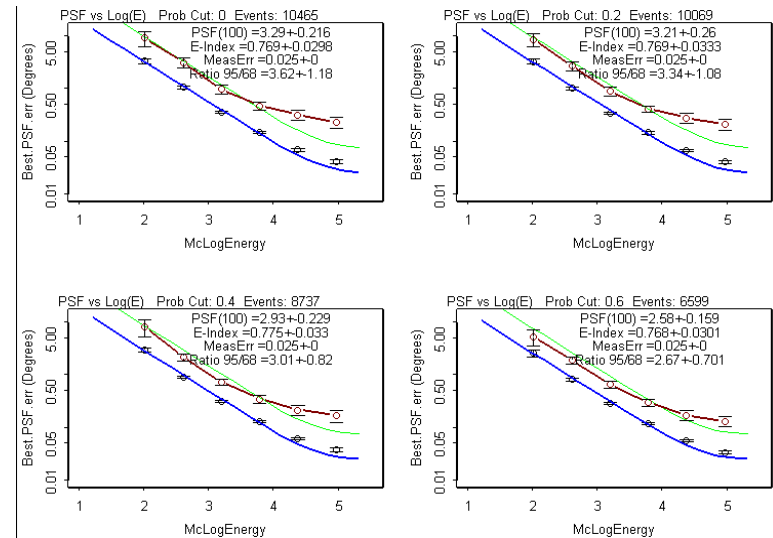 PSF vs Log(E) Prob Cut: 0 Events: 10465
PSF(100) =3.29+-0.216
E-Index =0.769+-0.0298
MeasErr =0.025+-0
Ratio 95/68 =3.62+-1.18
Best.PSF.err (Degrees)
5.00
0.50
0.05
0.01
1 2 3 4 5
McLogEnergy
PSF vs Log(E) Prob Cut: 0.2 Events: 10069
PSF(100) =3.21+-0.26
E-Index =0.769+-0.0333
MeasErr =0.025+-0
Ratio 95/68 =3.34+-1.08
Best.PSF.err (Degrees)
5.00
0.50
0.05
0.01
1 2 3 4 5
McLogEnergy
PSF vs Log(E) Prob Cut: 0.4 Events: 8737
PSF(100) =2.93+-0.229
E-Index =0.775+-0.033
MeasErr =0.025+-0
Ratio 95/68 =3.01+-0.82
Best.PSF.err (Degrees)
5.00
0.50
0.05
0.01
1 2 3 4 5
McLogEnergy
PSF vs Log(E) Prob Cut: 0.6 Events: 6599
PSF(100) =2.58+-0.159
E-Index =0.768+-0.0301
MeasErr =0.025+-0
Ratio 95/68 =2.67+-0.701
Best.PSF.err (Degrees)
5.00
0.50
0.05
0.01
1 2 3 4 5
McLogEnergy